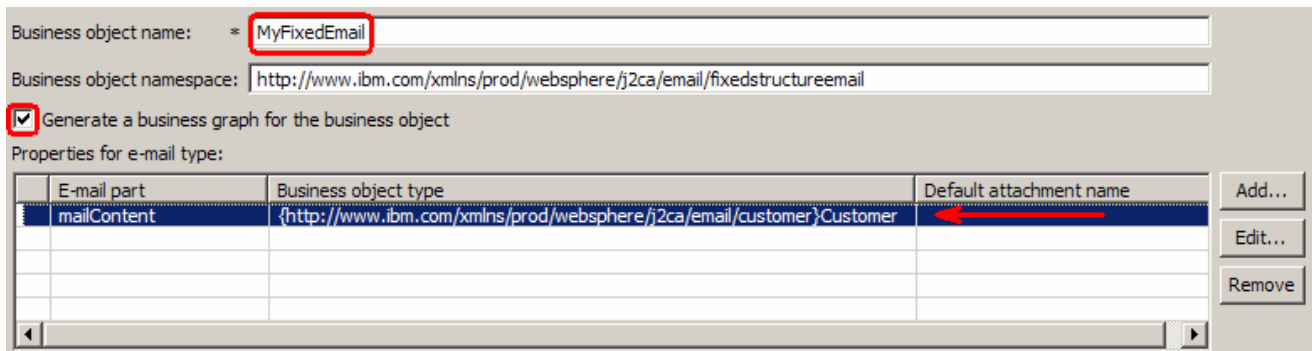 Business object name: * MyFixedEmail
Business object namespace: http://www.ibm.com/xmlns/prod/websphere/j2ca/email/fixedstructureemail
Generate a business graph for the business object
Properties for e-mail type:
E-mail part Business object type Default attachment name Add...
mailContent {http://www.ibm.com/xmlns/prod/websphere/j2ca/email/customer}Customer
Edit...
Remove